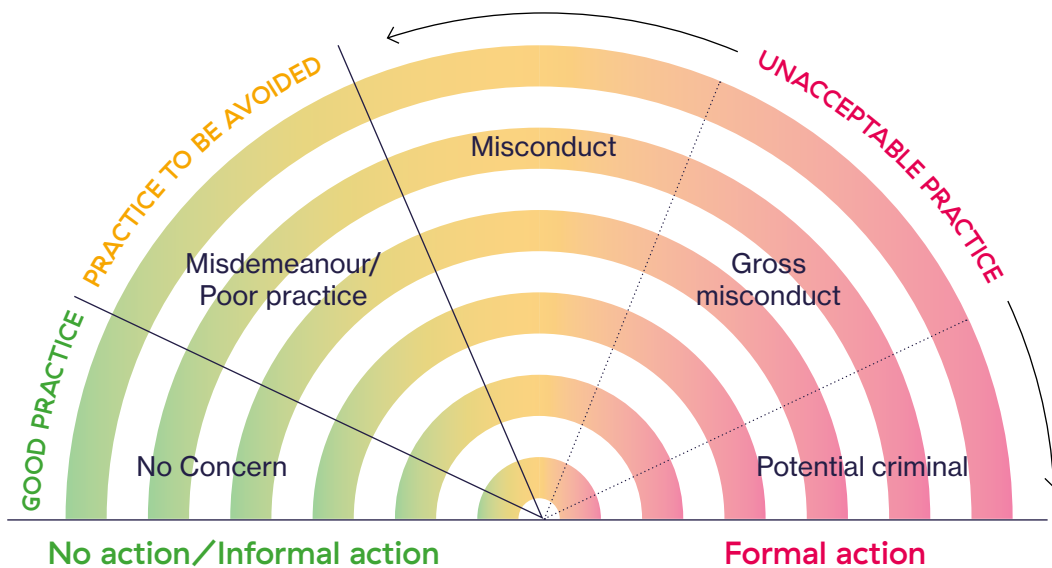 PRACTICE TO BE AVOIDED
UNACCEPTABLE PRACTICE
GOOD PRACTICE
Misconduct
Misdemeanour/
Poor practice
Gross
misconduct
No Concern
Potential criminal
No action/Informal action
Formal action